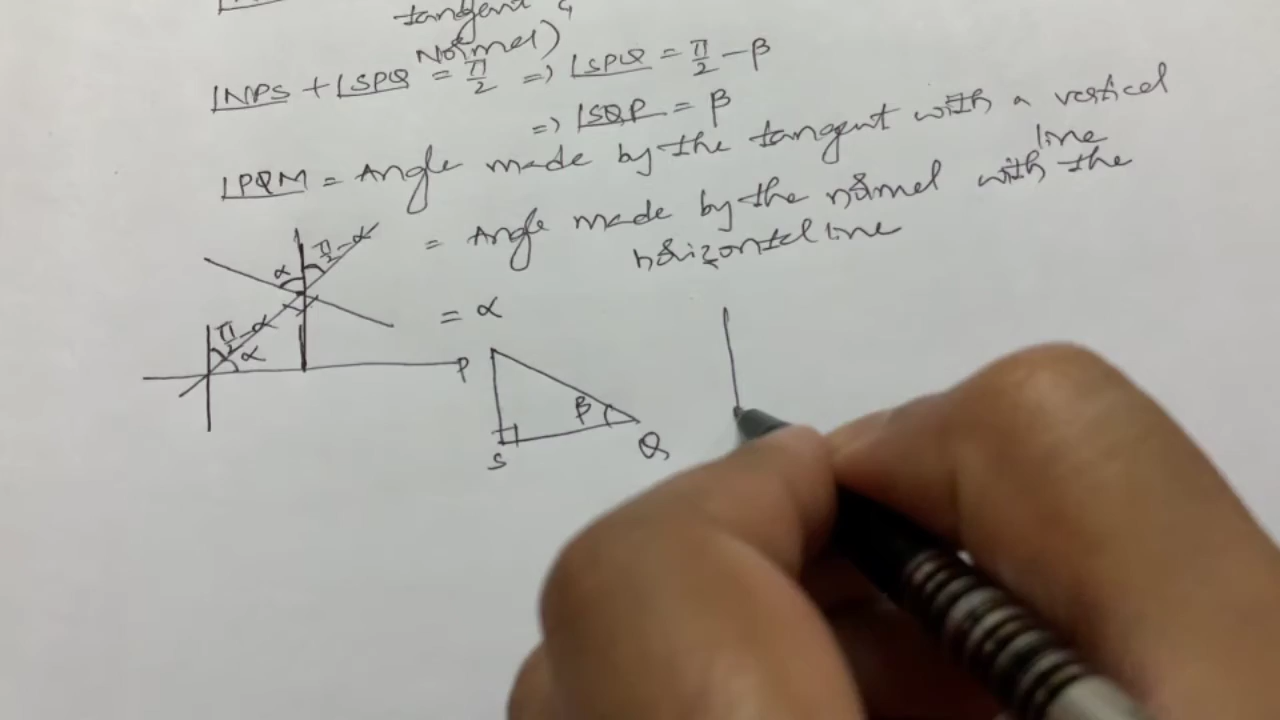 tangent &
Normal)
∠NPS + ∠SPQ = π/2 => ∠SPQ = π/2 - β
=> ∠SQP = β
∠PQM = Angle made by the tangent with a vertical
line
= Angle made by the normal with the
horizontal line
= α
π/2-α
α
π/2-α
α
P
β
S
Q